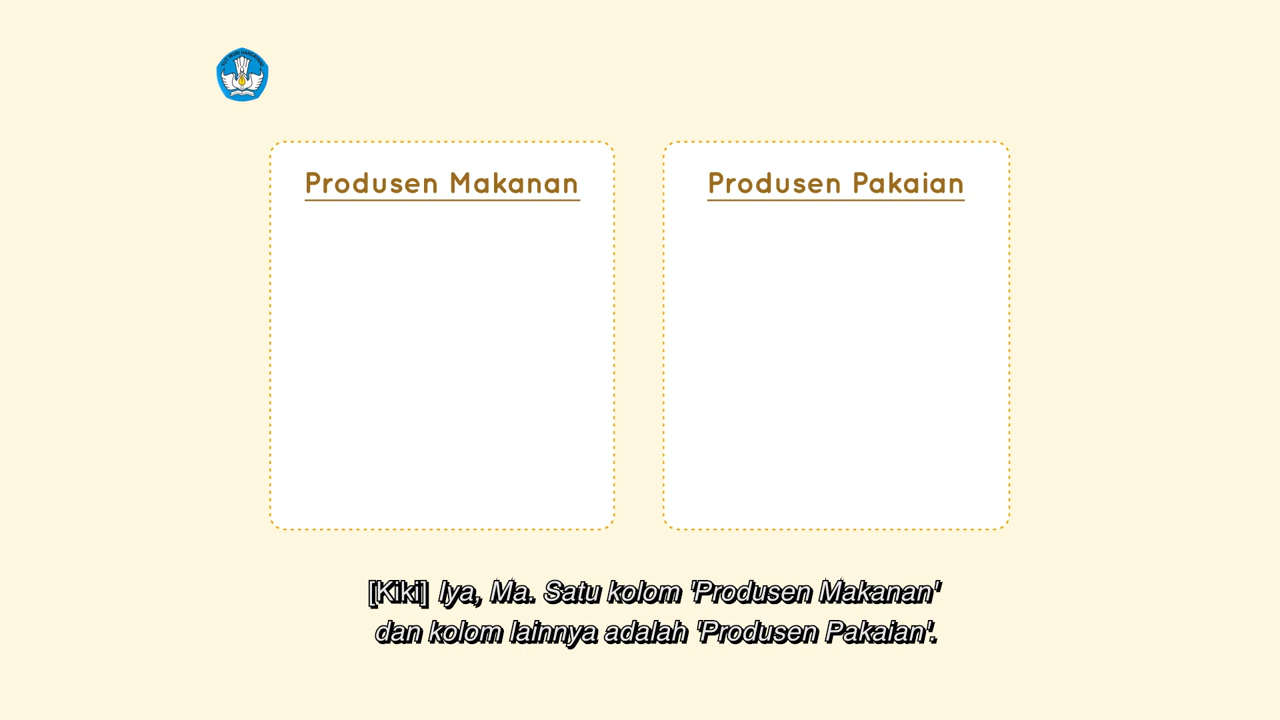 Produsen Makanan
Produsen Pakaian
[Kiki] Iya, Ma. Satu kolom 'Produsen Makanan'
dan kolom lainnya adalah 'Produsen Pakaian'.